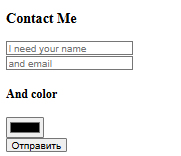 Contact Me
I need your name
and email
And color
Отправить